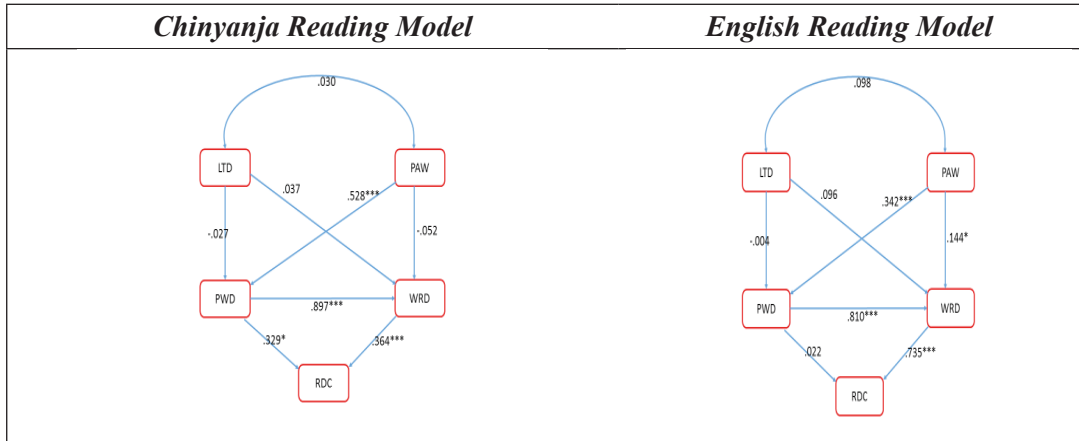 Chinyanja Reading Model
.030
LTD
PAW
.037
.528***
-.027
-.052
PWD
WRD
.897***
.329*
.364***
RDC
English Reading Model
.098
LTD
PAW
.096
.342***
-.004
.144*
PWD
WRD
.810***
.022
.735***
RDC